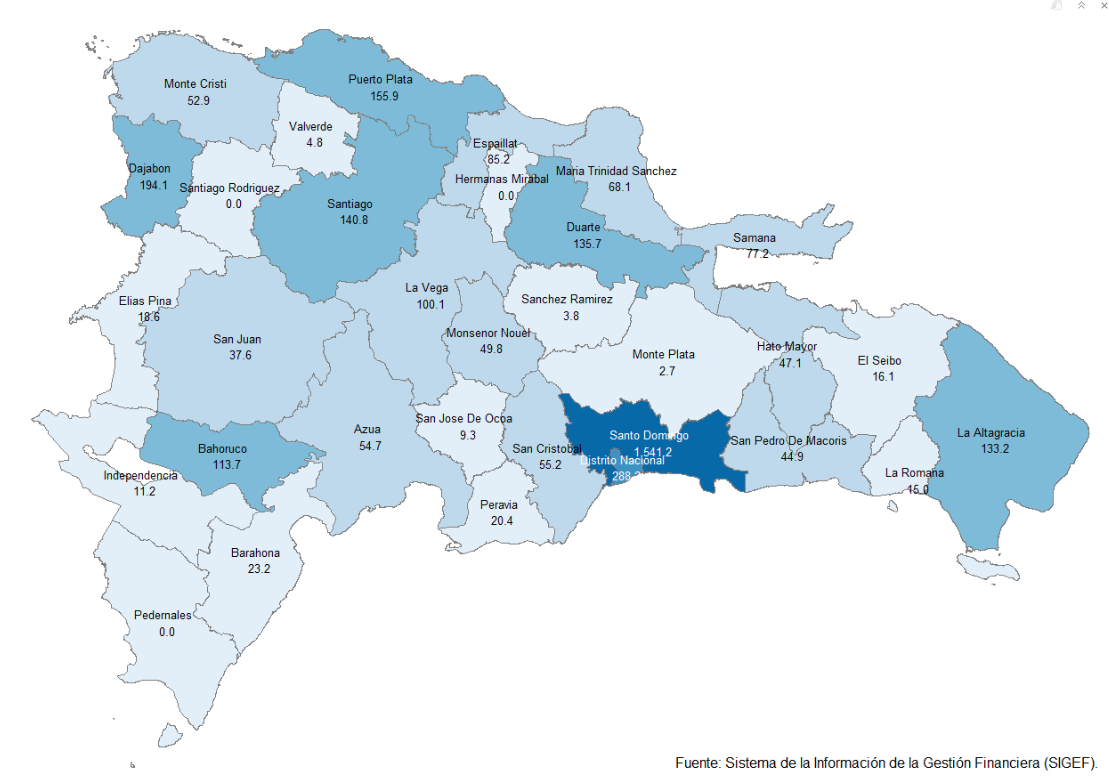 Puerto Plata
155.9
Monte Cristi
52.9
Valverde
4.8
Espaillat
85.2
Dajabon
194.1
Santiago Rodriguez
0.0
Hermanas Mirabal
0.0
Maria Trinidad Sanchez
68.1
Santiago
140.8
Duarte
135.7
Samana
77.2
La Vega
100.1
Elias Pina
18.6
Sanchez Ramirez
3.8
San Juan
37.6
Monsenor Nouel
49.8
Monte Plata
2.7
Hato Mayor
47.1
El Seibo
16.1
San Jose De Ocoa
9.3
Azua
54.7
Santo Domingo
1,541.2
La Altagracia
133.2
Bahoruco
113.7
San Cristobal
55.2
San Pedro De Macoris
44.9
Distrito Nacional
Independencia
11.2
La Romana
15.0
Peravia
20.4
Barahona
23.2
Pedernales
0.0
Fuente: Sistema de la Información de la Gestión Financiera (SIGEF).